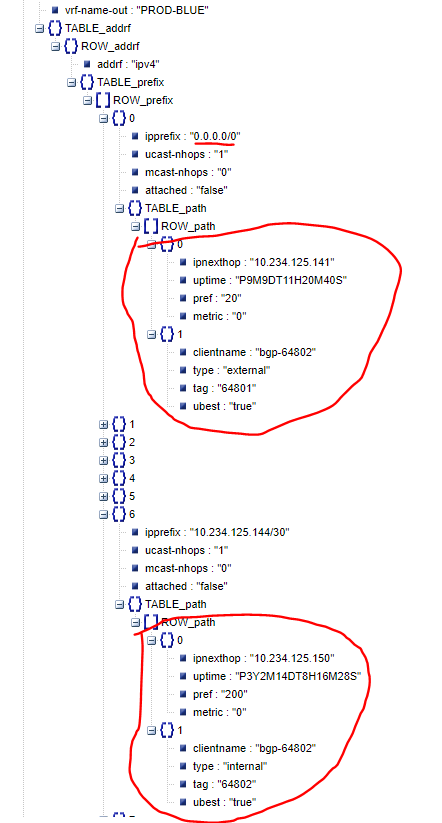 vrf-name-out : "PROD-BLUE"
TABLE_addrf
ROW_addrf
addrf : "ipv4"
TABLE_prefix
ROW_prefix
0
ipprefix : "0.0.0.0/0"
ucast-nhops : "1"
mcast-nhops : "0"
attached : "false"
TABLE_path
ROW_path
0
ipnexthop : "10.234.125.141"
uptime : "P9M9DT11H20M40S"
pref : "20"
metric : "0"
1
clientname : "bgp-64802"
type : "external"
tag : "64801"
ubest : "true"
1
2
3
4
5
6
ipprefix : "10.234.125.144/30"
ucast-nhops : "1"
mcast-nhops : "0"
attached : "false"
TABLE_path
ROW_path
0
ipnexthop : "10.234.125.150"
uptime : "P3Y2M14DT8H16M28S"
pref : "200"
metric : "0"
1
clientname : "bgp-64802"
type : "internal"
tag : "64802"
ubest : "true"